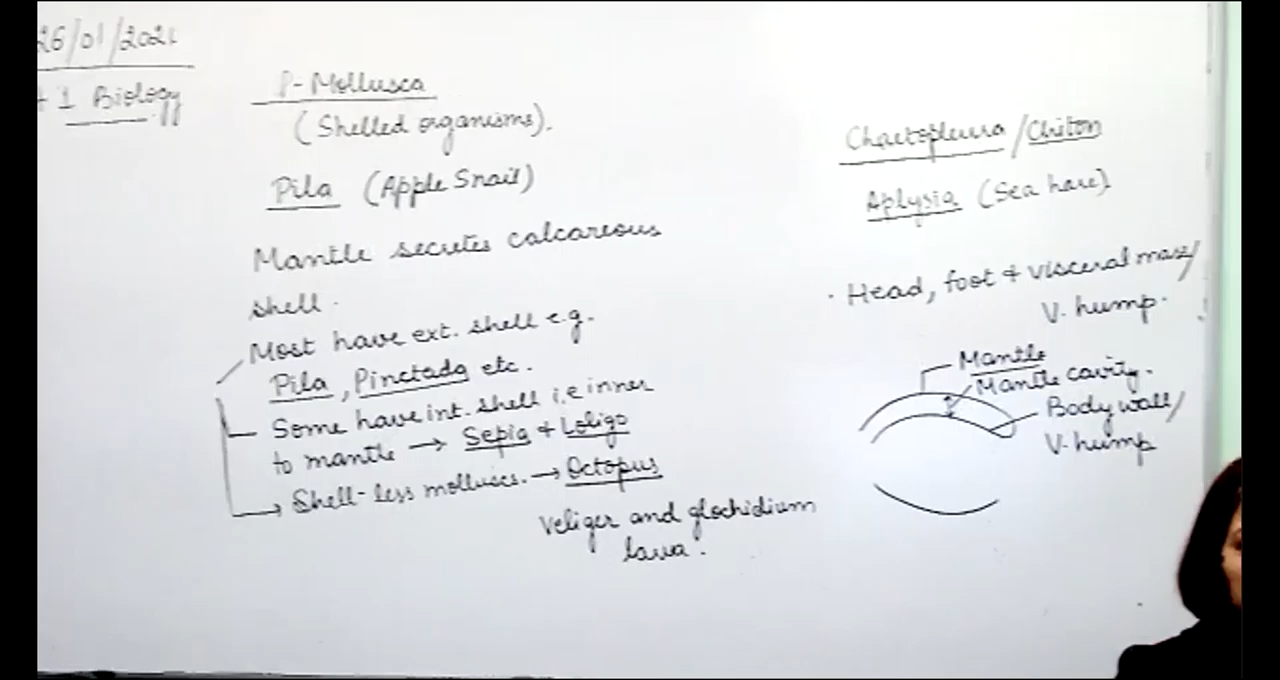 26/01/2021
+1 Biology
P-Mollusca
(Shelled organisms).
Pila (Apple Snail)
Mantle secretes calcareous
shell.
Most have ext. shell e.g.
Pila, Pinctada etc.
Some have int. shell i.e inner
to mantle → Sepia & Loligo
Shell-less molluscs. → Octopus
Veliger and glochidium
larva.
Chaetopleura/Chiton
Aplysia (Sea hare)
. Head, foot & visceral mass/
V. hump.
Mantle
Mantle cavity.
Body wall/
V. hump